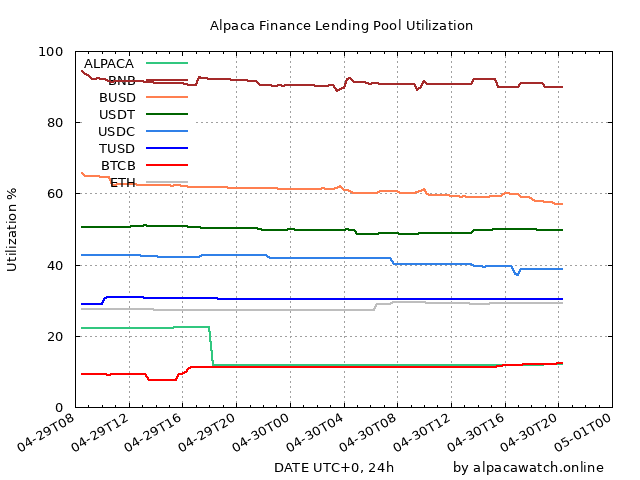 Alpaca Finance Lending Pool Utilization
100
80
60
40
20
0
Utilization %
ALPACA
BNB
BUSD
USDT
USDC
TUSD
BTCB
ETH
04-29T08
04-29T12
04-29T16
04-29T20
04-30T00
04-30T04
04-30T08
04-30T12
04-30T16
04-30T20
05-01T00
DATE UTC+0, 24h
by alpacawatch.online